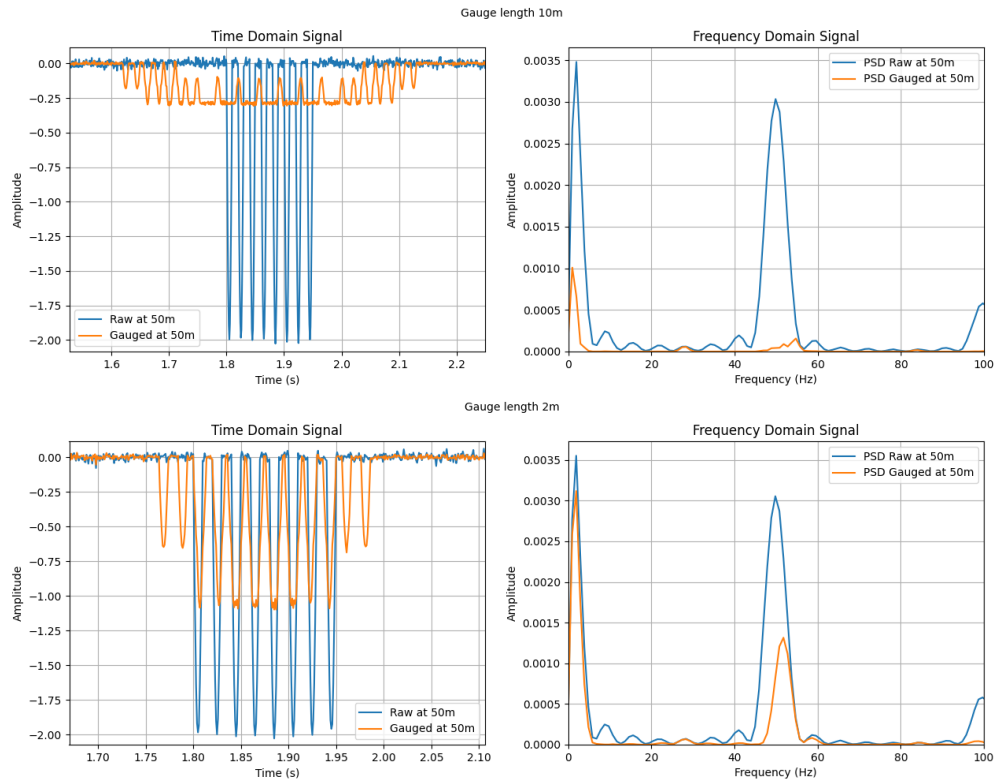 Gauge length 10m
Time Domain Signal
Frequency Domain Signal
Amplitude
0.00
−0.25
−0.50
−0.75
−1.00
−1.25
−1.50
−1.75
−2.00
Raw at 50m
Gauged at 50m
1.6 1.7 1.8 1.9 2.0 2.1 2.2
Time (s)
Amplitude
0.0035
0.0030
0.0025
0.0020
0.0015
0.0010
0.0005
0.0000
PSD Raw at 50m
PSD Gauged at 50m
0 20 40 60 80 100
Frequency (Hz)
Gauge length 2m
Time Domain Signal
Frequency Domain Signal
Amplitude
0.00
−0.25
−0.50
−0.75
−1.00
−1.25
−1.50
−1.75
−2.00
Raw at 50m
Gauged at 50m
1.70 1.75 1.80 1.85 1.90 1.95 2.00 2.05 2.10
Time (s)
Amplitude
0.0035
0.0030
0.0025
0.0020
0.0015
0.0010
0.0005
0.0000
PSD Raw at 50m
PSD Gauged at 50m
0 20 40 60 80 100
Frequency (Hz)